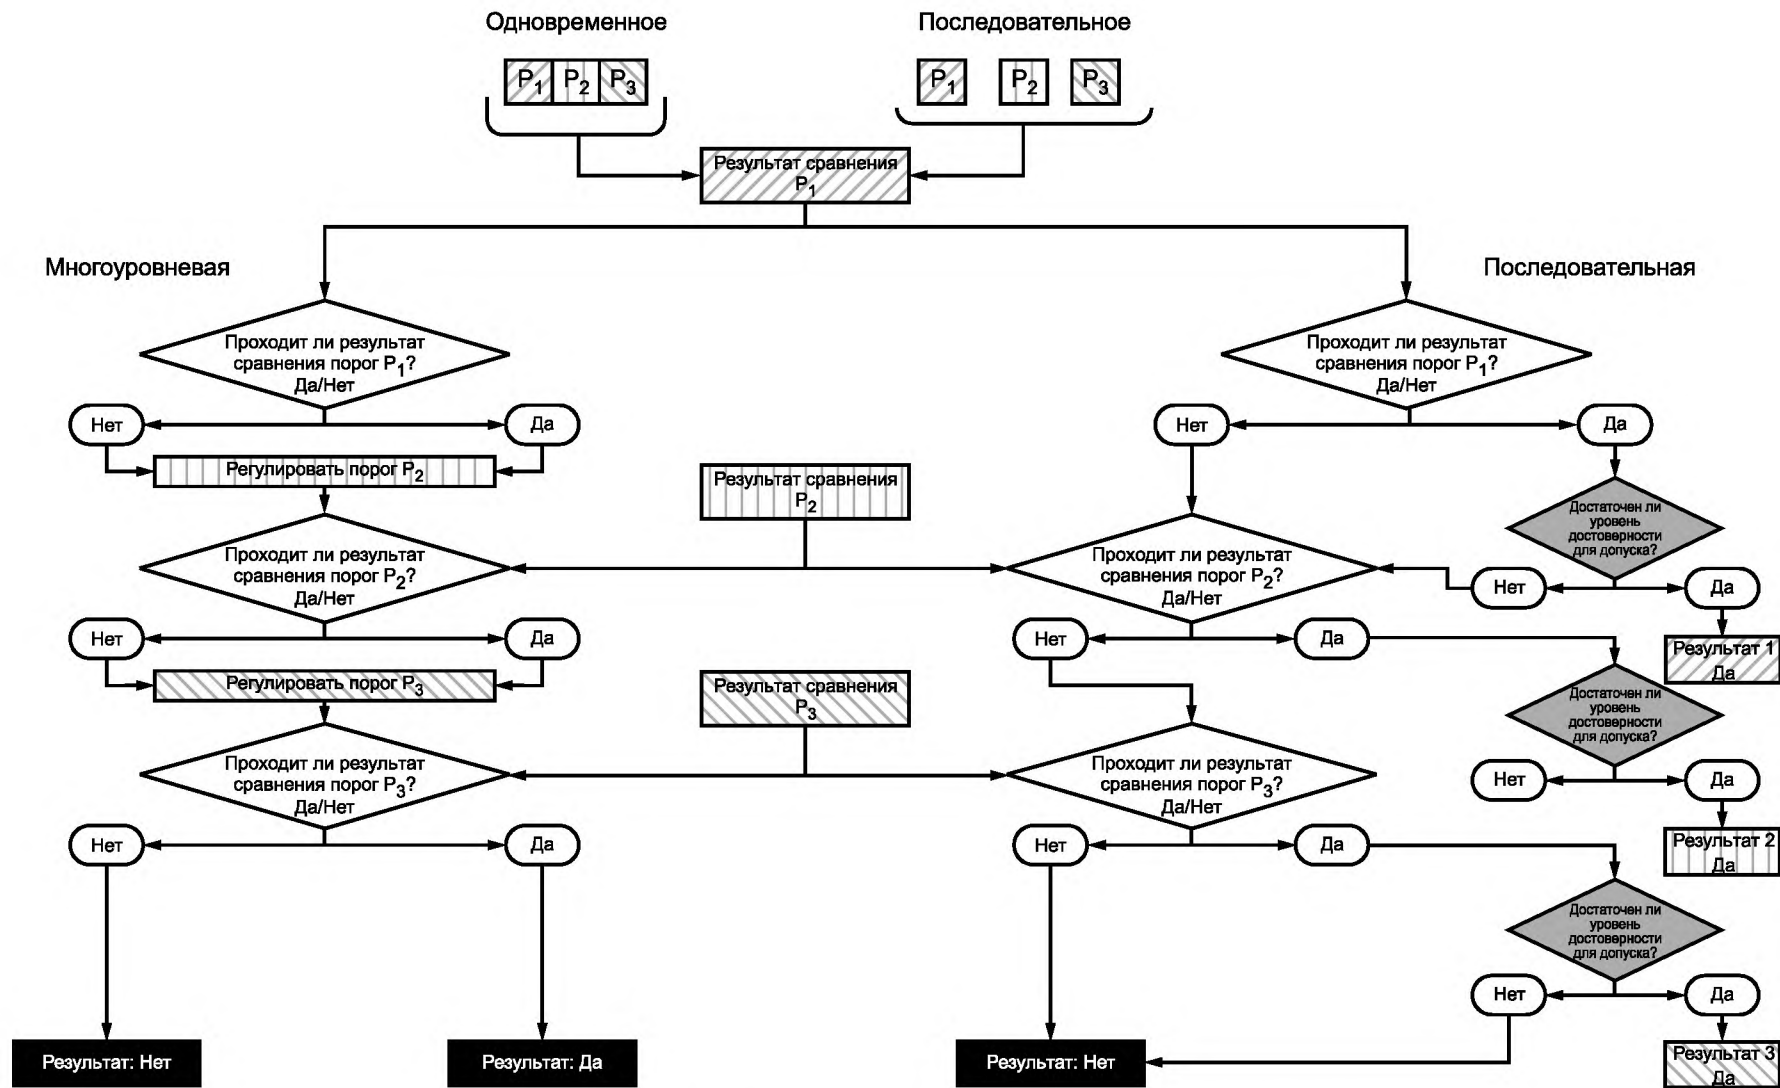 Одновременное
Последовательное
P1 P2 P3
P1 P2 P3
Результат сравнения
P1
Многоуровневая
Последовательная
Проходит ли результат
сравнения порог P1?
Да/Нет
Проходит ли результат
сравнения порог P1?
Да/Нет
Нет
Да
Нет
Да
Регулировать порог P2
Результат сравнения
P2
Достаточен ли
уровень
достоверности
для допуска?
Проходит ли результат
сравнения порог P2?
Да/Нет
Проходит ли результат
сравнения порог P2?
Да/Нет
Нет
Да
Нет
Да
Нет
Да
Результат 1
Да
Регулировать порог P3
Результат сравнения
P3
Достаточен ли
уровень
достоверности
для допуска?
Проходит ли результат
сравнения порог P3?
Да/Нет
Проходит ли результат
сравнения порог P3?
Да/Нет
Нет
Да
Результат 2
Да
Нет
Да
Нет
Да
Достаточен ли
уровень
достоверности
для допуска?
Нет
Да
Результат: Нет
Результат: Да
Результат: Нет
Результат 3
Да